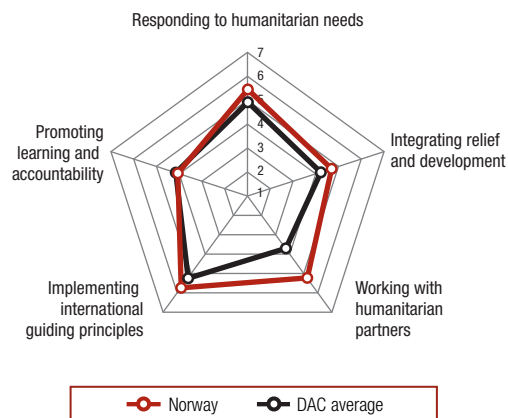 Responding to humanitarian needs
7
6
5
4
3
2
1
Promoting
learning and
accountability
Integrating relief
and development
Implementing
international
guiding principles
Working with
humanitarian
partners
Norway
DAC average